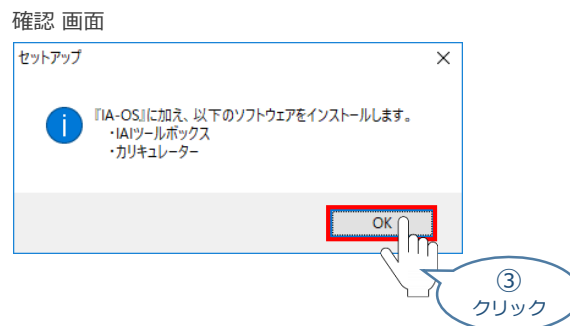 確認 画面
セットアップ
『IA-OS』に加え、以下のソフトウェアをインストールします。
・IAIツールボックス
・カリキュレーター
OK
③
クリック